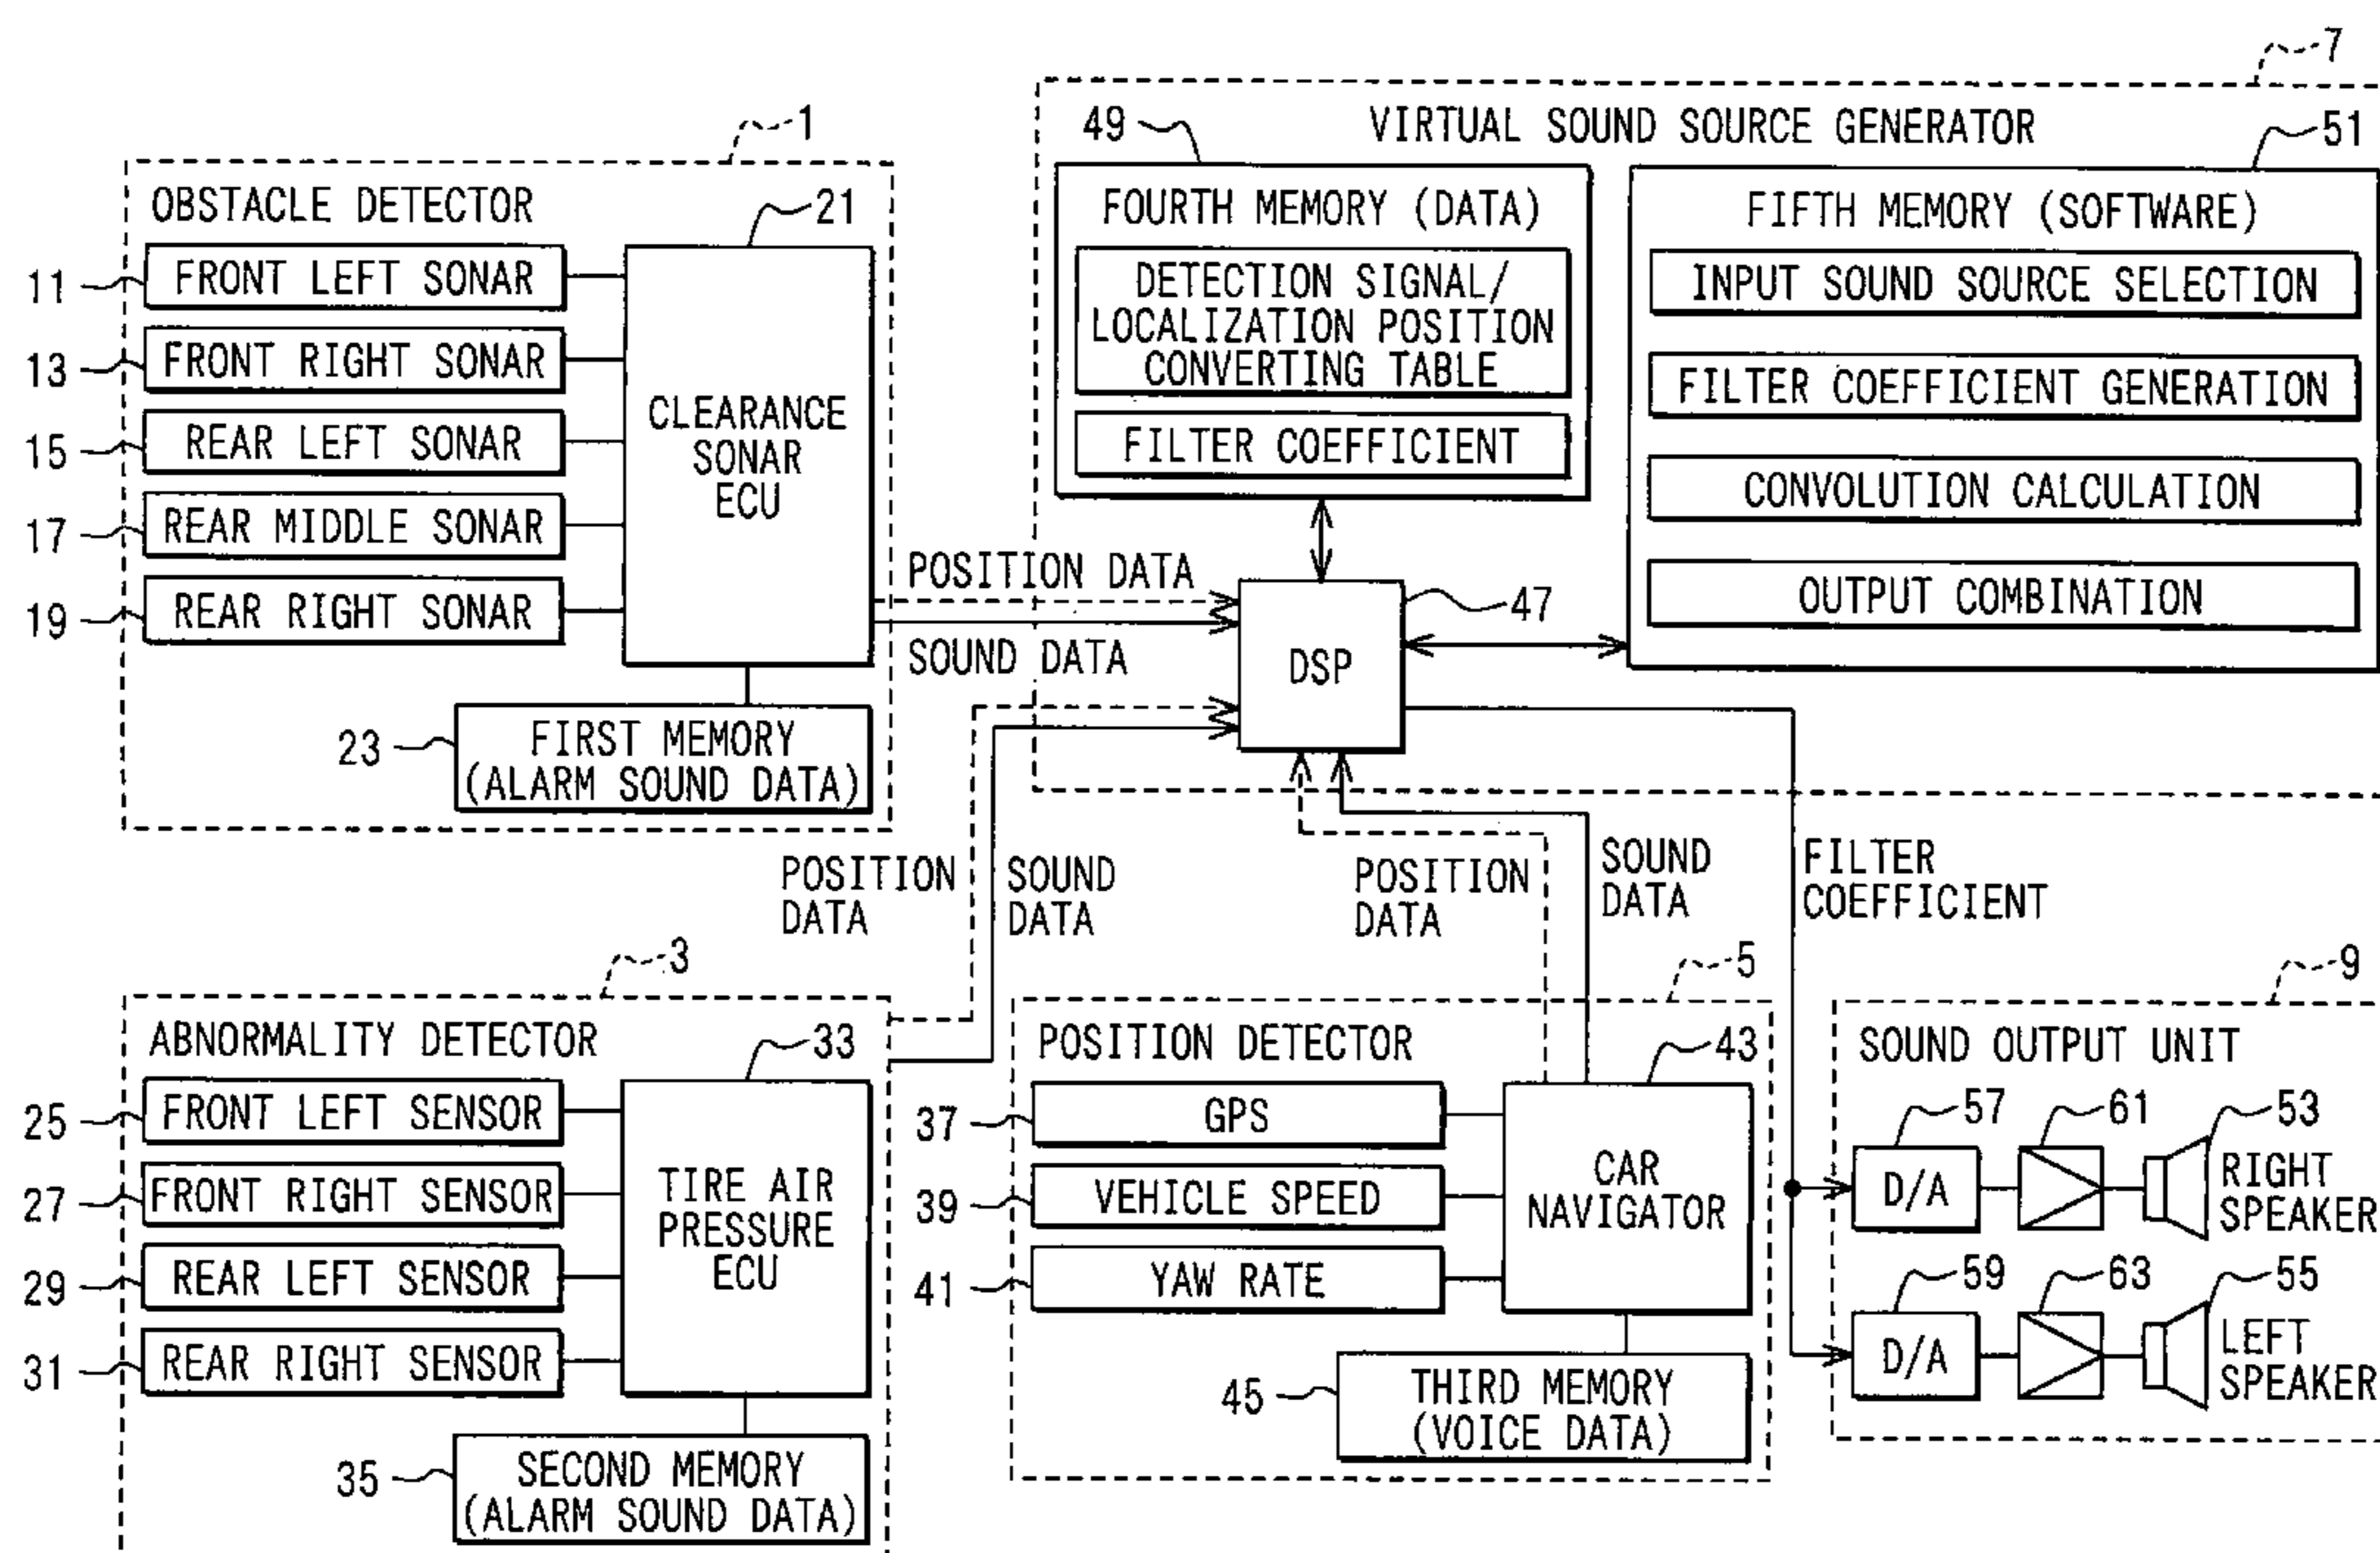 7
1
49
VIRTUAL SOUND SOURCE GENERATOR
51
OBSTACLE DETECTOR
21
11
FRONT LEFT SONAR
13
FRONT RIGHT SONAR
15
REAR LEFT SONAR
17
REAR MIDDLE SONAR
19
REAR RIGHT SONAR
CLEARANCE
SONAR
ECU
23
FIRST MEMORY
(ALARM SOUND DATA)
FOURTH MEMORY (DATA)
DETECTION SIGNAL/
LOCALIZATION POSITION
CONVERTING TABLE
FILTER COEFFICIENT
FIFTH MEMORY (SOFTWARE)
INPUT SOUND SOURCE SELECTION
FILTER COEFFICIENT GENERATION
CONVOLUTION CALCULATION
OUTPUT COMBINATION
POSITION DATA
SOUND DATA
47
DSP
POSITION
DATA
SOUND
DATA
POSITION
DATA
SOUND
DATA
FILTER
COEFFICIENT
3
ABNORMALITY DETECTOR
33
25
FRONT LEFT SENSOR
27
FRONT RIGHT SENSOR
29
REAR LEFT SENSOR
31
REAR RIGHT SENSOR
TIRE AIR
PRESSURE
ECU
35
SECOND MEMORY
(ALARM SOUND DATA)
5
POSITION DETECTOR
43
37
GPS
39
VEHICLE SPEED
41
YAW RATE
CAR
NAVIGATOR
45
THIRD MEMORY
(VOICE DATA)
9
SOUND OUTPUT UNIT
57
61
53
D/A
RIGHT
SPEAKER
59
63
55
D/A
LEFT
SPEAKER